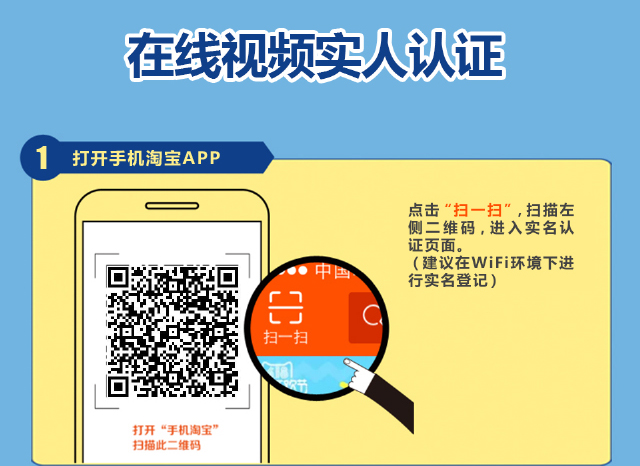 在线视频实人认证
1 打开手机淘宝APP
点击“扫一扫”,扫描左
侧二维码,进入实名认
证页面。
(建议在WiFi环境下进
行实名登记)
中国
扫一扫
打开“手机淘宝”
扫描此二维码